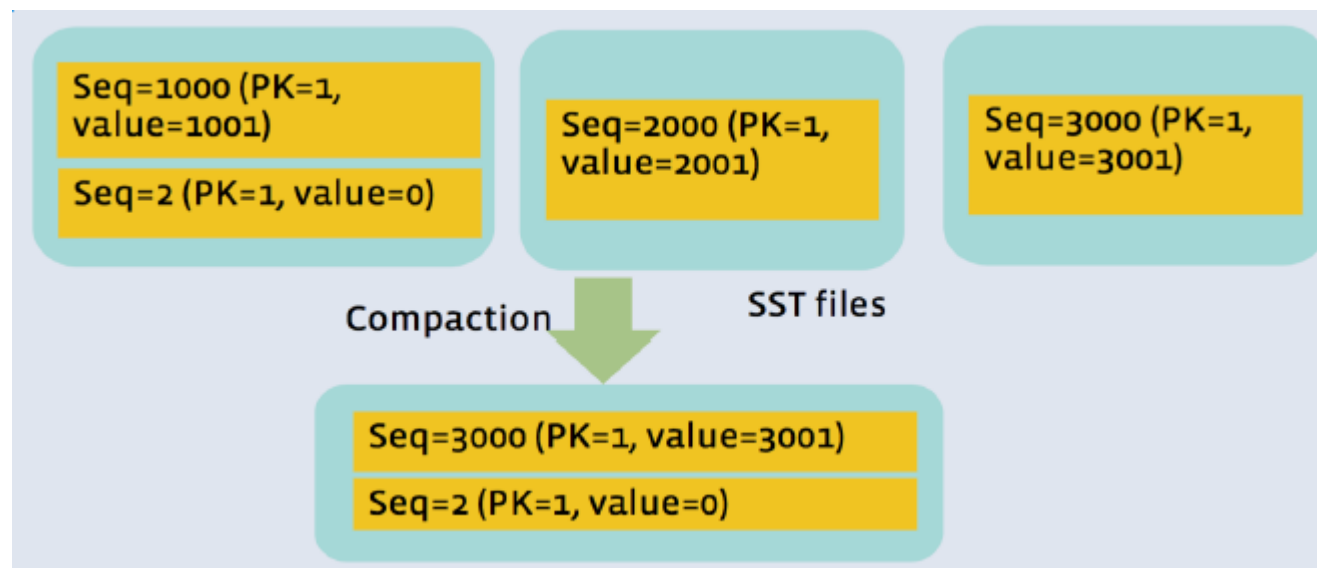 Seq=1000 (PK=1,
value=1001)
Seq=2 (PK=1, value=0)
Seq=2000 (PK=1,
value=2001)
Seq=3000 (PK=1,
value=3001)
Compaction
SST files
Seq=3000 (PK=1, value=3001)
Seq=2 (PK=1, value=0)